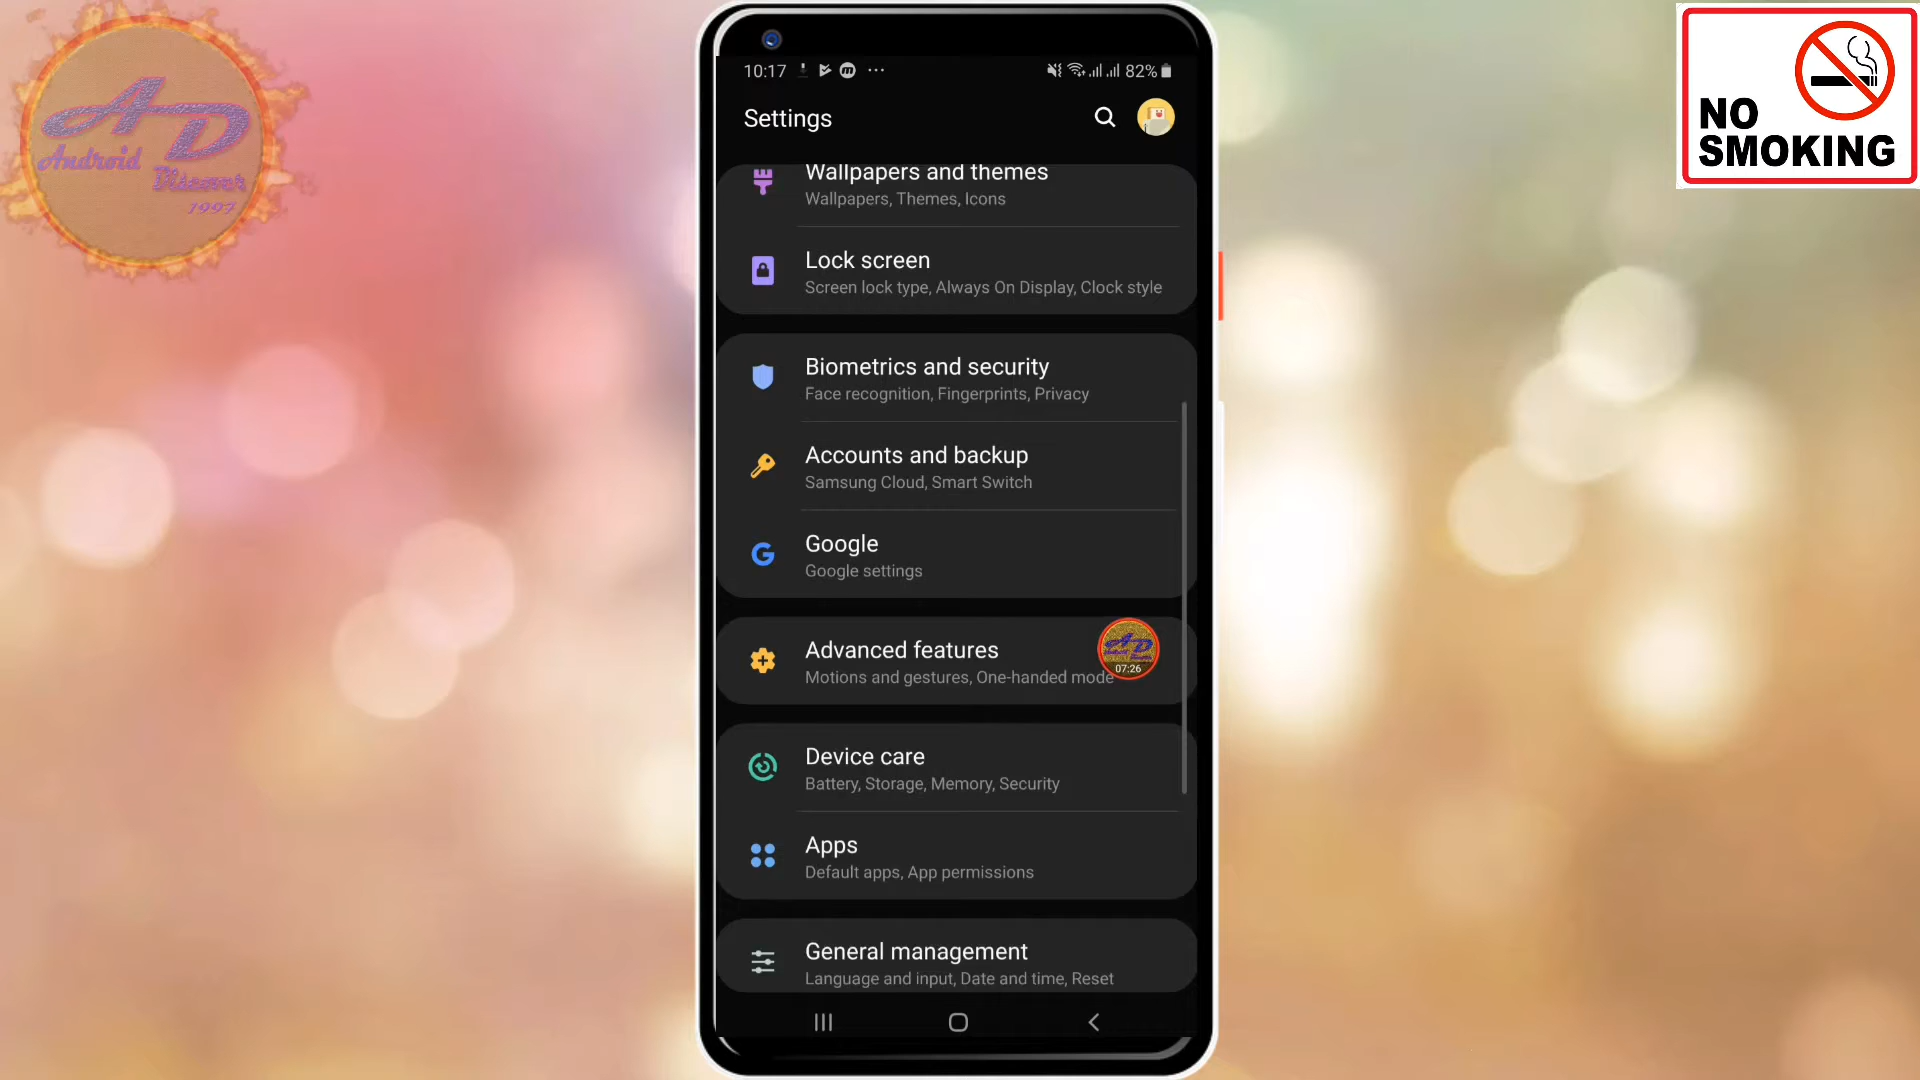 AD
Android
Discover
1997
NO
SMOKING
10:17
82%
Settings
Wallpapers and themes
Wallpapers, Themes, Icons
Lock screen
Screen lock type, Always On Display, Clock style
Biometrics and security
Face recognition, Fingerprints, Privacy
Accounts and backup
Samsung Cloud, Smart Switch
Google
Google settings
Advanced features
Motions and gestures, One-handed mode
AD
07:26
Device care
Battery, Storage, Memory, Security
Apps
Default apps, App permissions
General management
Language and input, Date and time, Reset